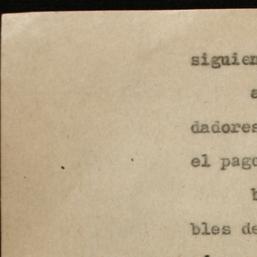 siguien
a
dadores
el pago
b
bles de